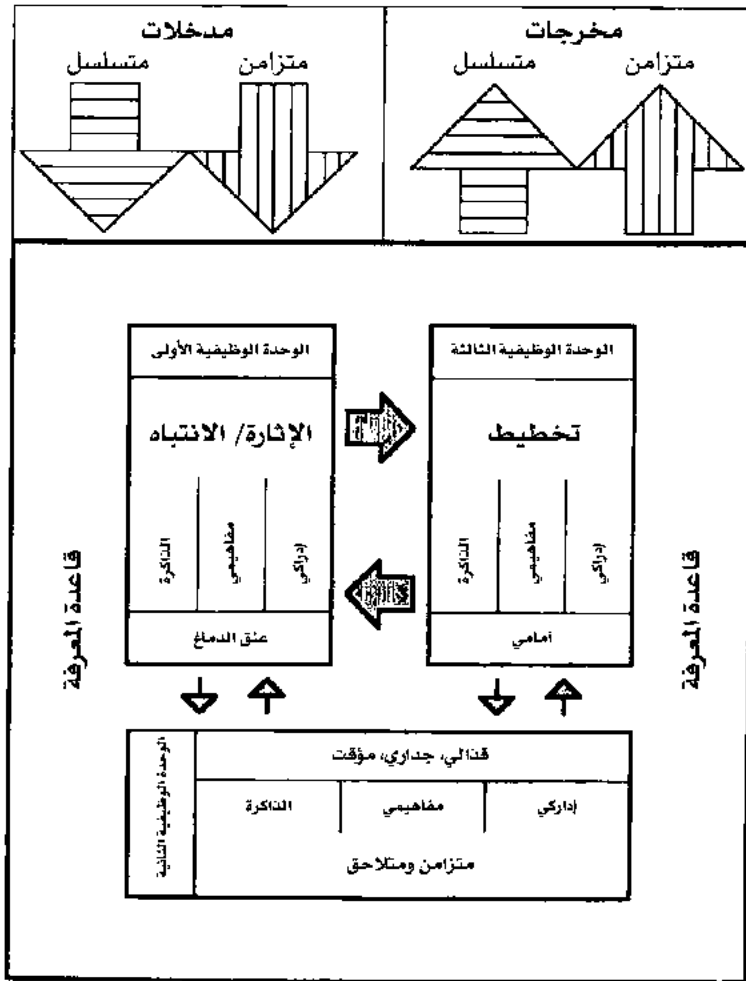 مدخلات
متسلسل
متزامن
مخرجات
متسلسل
متزامن
الوحدة الوظيفية الأولى
الإثارة/ الانتباه
الذاكرة
مفاهيمي
إدراكي
عنق الدماغ
الوحدة الوظيفية الثالثة
تخطيط
الذاكرة
مفاهيمي
إدراكي
أمامي
قاعدة المعرفة
قاعدة المعرفة
الوحدة الوظيفية الثانية
قذالي، جداري، مؤقت
الذاكرة
مفاهيمي
إداركي
متزامن ومتلاحق